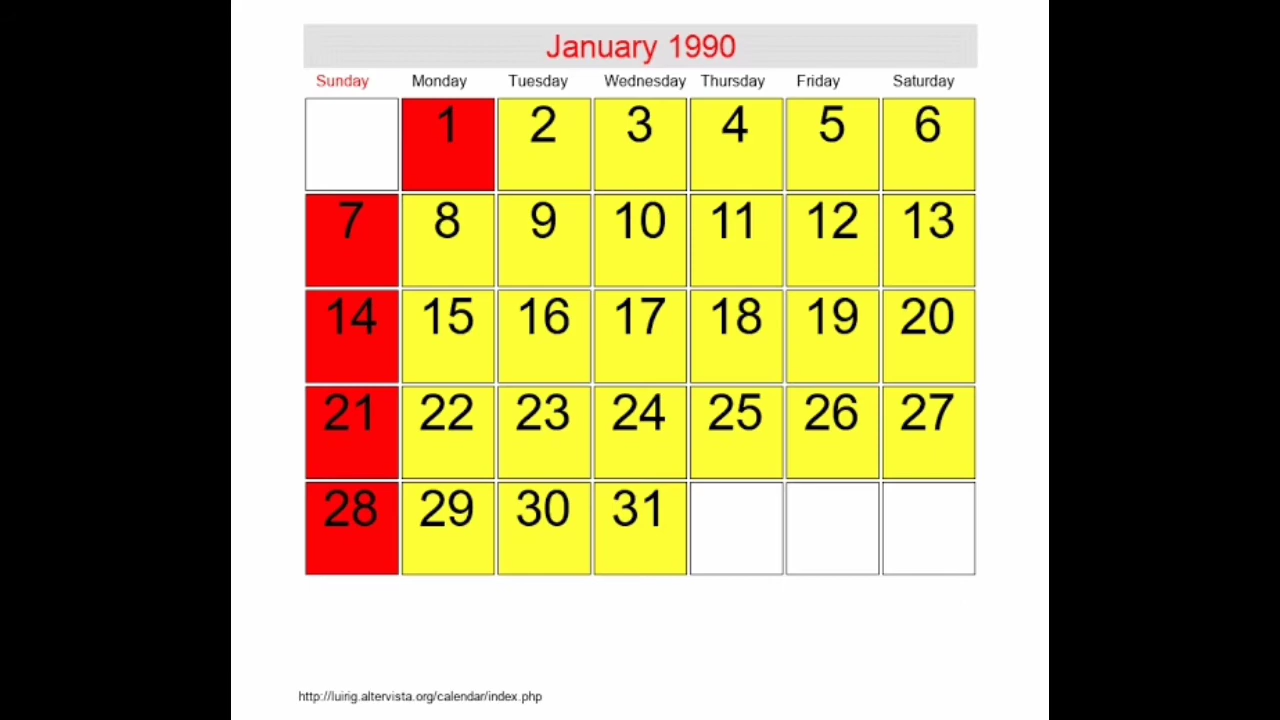 January 1990
Sunday Monday Tuesday Wednesday Thursday Friday Saturday
1 2 3 4 5 6
7 8 9 10 11 12 13
14 15 16 17 18 19 20
21 22 23 24 25 26 27
28 29 30 31
http://luirig.altervista.org/calendar/index.php